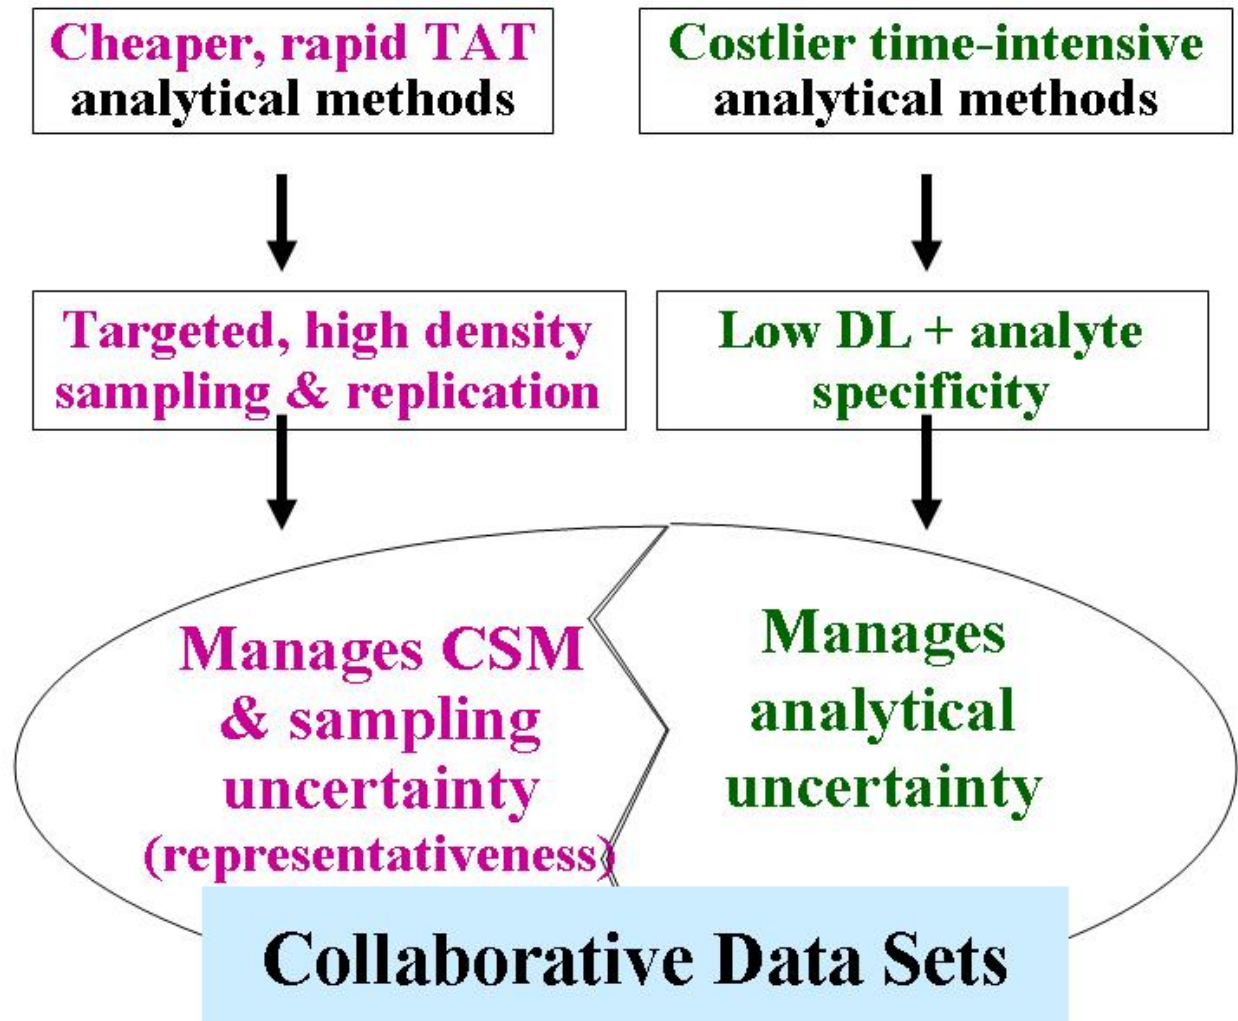 Cheaper, rapid TAT
analytical methods
Costlier time-intensive
analytical methods
Targeted, high density
sampling & replication
Low DL + analyte
specificity
Manages CSM
& sampling
uncertainty
(representativeness)
Manages
analytical
uncertainty
Collaborative Data Sets